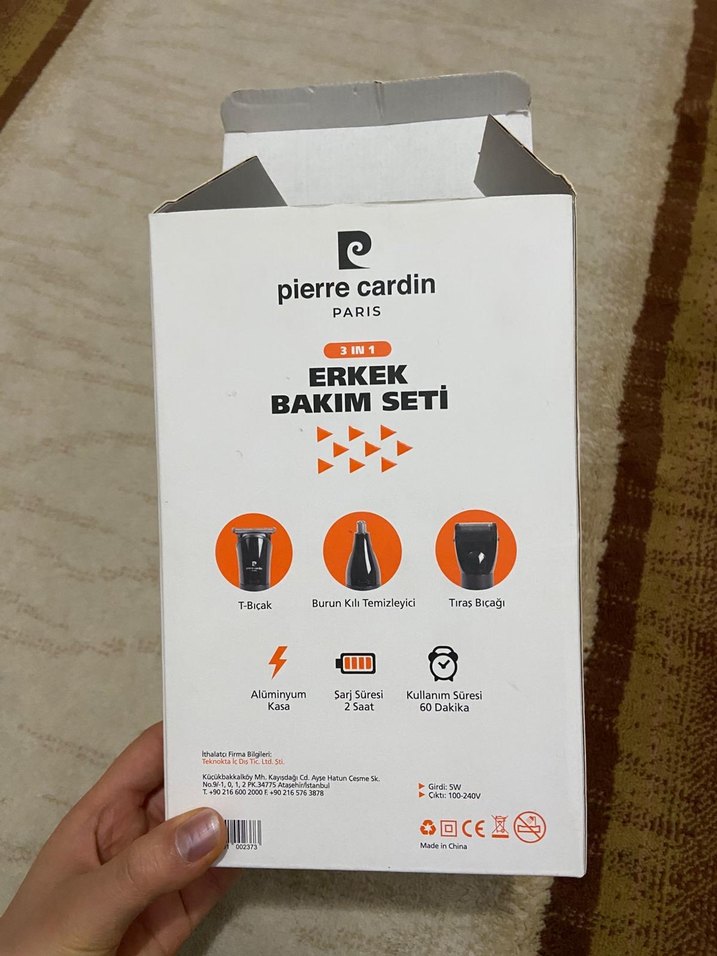 pierre cardin
PARIS
3 IN 1
ERKEK
BAKIM SETİ
pierre cardin
T-Bıçak
Burun Kılı Temizleyici
Tıraş Bıçağı
Alüminyum
Kasa
Şarj Süresi
2 Saat
Kullanım Süresi
60 Dakika
İthalatçı Firma Bilgileri:
Teknokta İç Dış Tic. Ltd. Şti.
Küçükbakkalköy Mh. Kayışdağı Cd. Ayşe Hatun Çeşme Sk.
No.9/-1, 0, 1, 2 PK.34775 Ataşehir/İstanbul
T. +90 216 600 2000 F. +90 216 576 3878
Girdi: 5W
Çıktı: 100-240V
CE
Made in China
002373